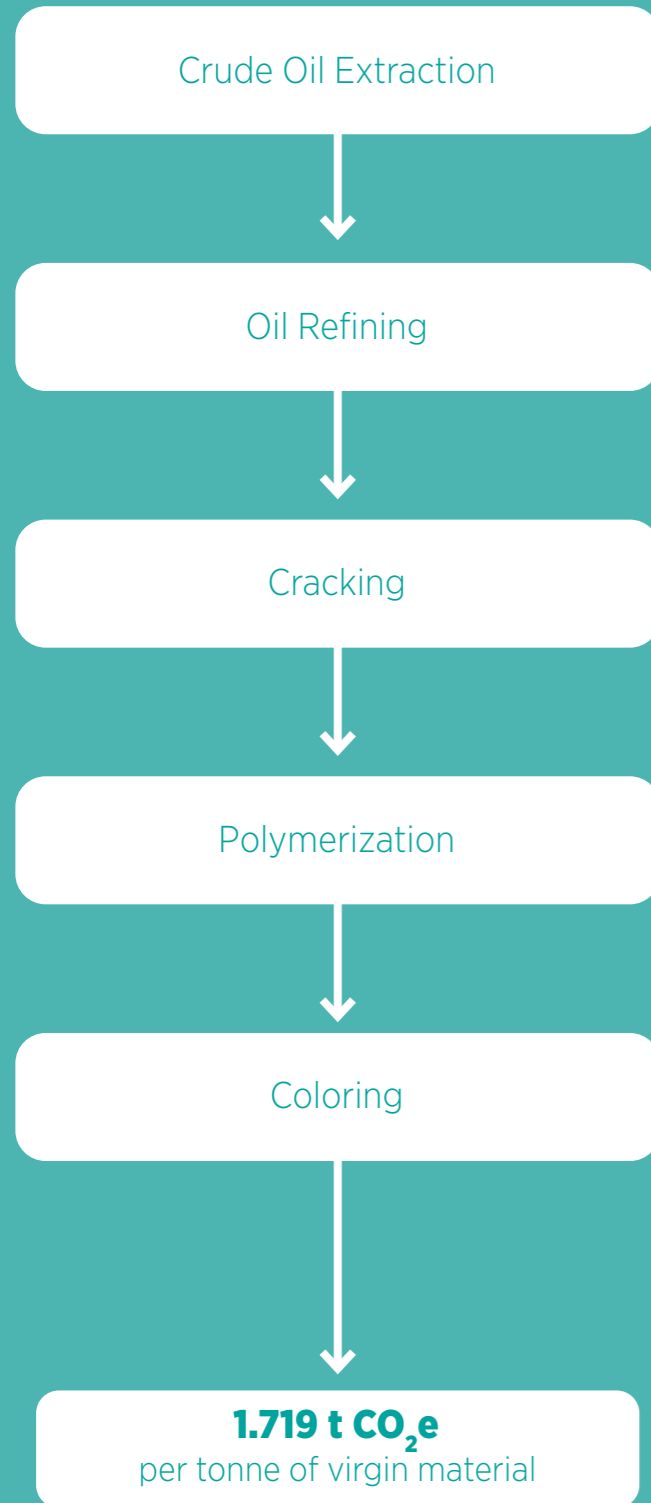 Crude Oil Extraction
Oil Refining
Cracking
Polymerization
Coloring
1.719 t CO₂e
per tonne of virgin material